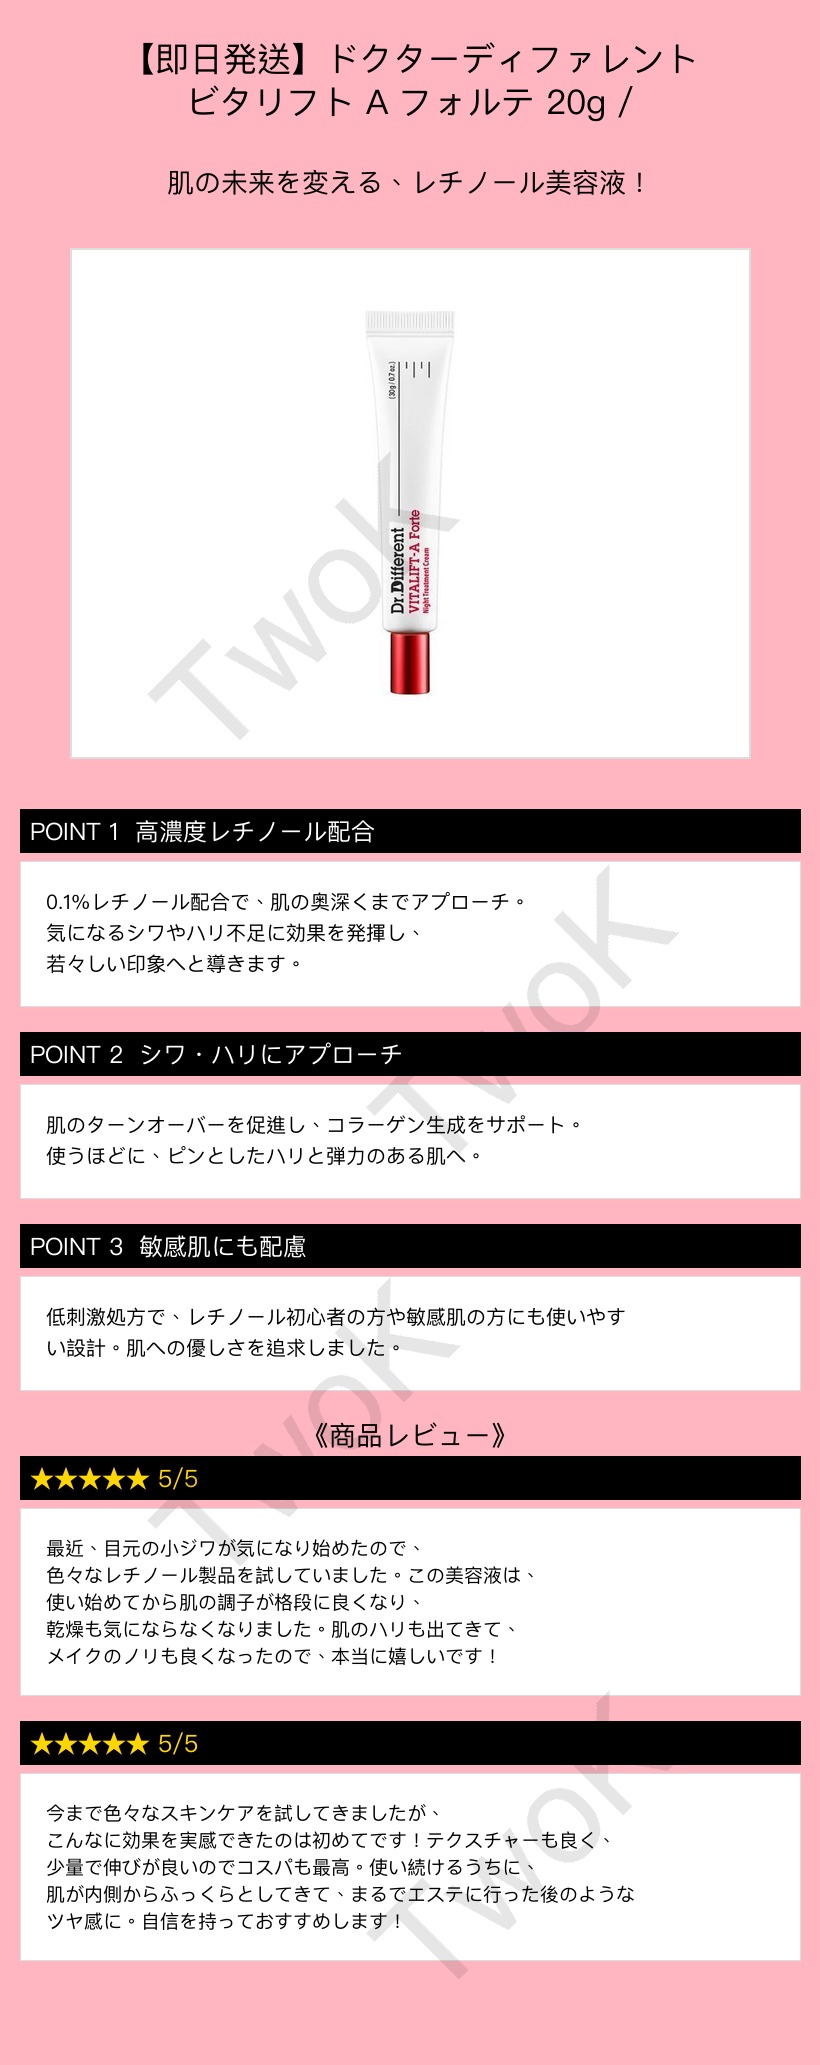 【即日発送】ドクターディファレント
ビタリフト A フォルテ 20g /
肌の未来を変える、レチノール美容液！
(30g / 0.7 oz.)
Dr.Different
VITALIFT-A Forte
Night Treatment Cream
TwoK
POINT 1 高濃度レチノール配合
0.1%レチノール配合で、肌の奥深くまでアプローチ。
気になるシワやハリ不足に効果を発揮し、
若々しい印象へと導きます。
TwoK
POINT 2 シワ・ハリにアプローチ
肌のターンオーバーを促進し、コラーゲン生成をサポート。
使うほどに、ピンとしたハリと弾力のある肌へ。
POINT 3 敏感肌にも配慮
低刺激処方で、レチノール初心者の方や敏感肌の方にも使いやす
い設計。肌への優しさを追求しました。
TwoK
《商品レビュー》
★★★★★ 5/5
最近、目元の小ジワが気になり始めたので、
色々なレチノール製品を試していました。この美容液は、
使い始めてから肌の調子が格段に良くなり、
乾燥も気にならなくなりました。肌のハリも出てきて、
メイクのノリも良くなったので、本当に嬉しいです！
★★★★★ 5/5
今まで色々なスキンケアを試してきましたが、
こんなに効果を実感できたのは初めてです！テクスチャーも良く、
少量で伸びが良いのでコスパも最高。使い続けるうちに、
肌が内側からふっくらとしてきて、まるでエステに行った後のような
ツヤ感に。自信を持っておすすめします！
TwoK